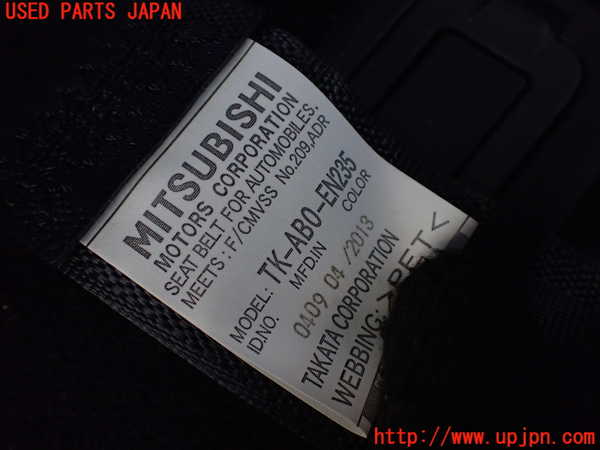 USED PARTS JAPAN
MITSUBISHI
MOTORS CORPORATION
SEAT BELT FOR AUTOMOBILES.
MEETS: F/CMVSS No.209,ADR
MODEL: TK-AB0-EN235
ID.NO. MFD.IN COLOR
0409 04/2013
TAKATA CORPORATION
WEBBING: >PET<
http://www.upjpn.com/